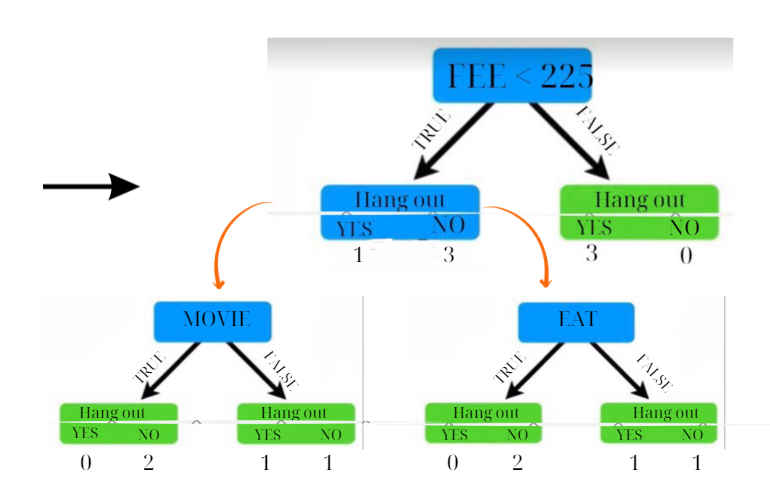 FEE < 225
TRUE FALSE
Hang out Hang out
YES NO YES NO
1 3 3 0
MOVIE EAT
TRUE FALSE TRUE FALSE
Hang out Hang out Hang out Hang out
YES NO YES NO YES NO YES NO
0 2 1 1 0 2 1 1